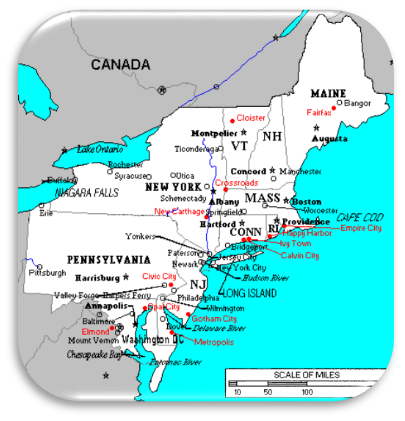 CANADA
MAINE
Bangor
Cloister
Fairfax
Montpelier
NH
Augusta
VT
Lake Ontario
Ticonderoga
Rochester
Concord
Manchester
Buffalo
Syracuse
Utica
Crossroads
NIAGARA FALLS
NEW YORK
MASS
Boston
Schenectady
Albany
Worcester
Erie
New Carthage
Springfield
CAPE COD
Hartford
Providence
Empire City
CONN
RI
Happy Harbor
Yonkers
Bridgeport
Ivy Town
PENNSYLVANIA
Paterson
Jersey City
Calvin City
Newark
New York City
Pittsburgh
Harrisburg
Civic City
Hudson River
NJ
LONG ISLAND
Valley Forge
Harpers Ferry
Philadelphia
Annapolis
Opal City
Wilmington
Baltimore
Gotham City
Elmond
Dover
Delaware River
Mount Vernon
Washington DC
Metropolis
Chesapeake Bay
Potomac River
SCALE OF MILES
10 50 100